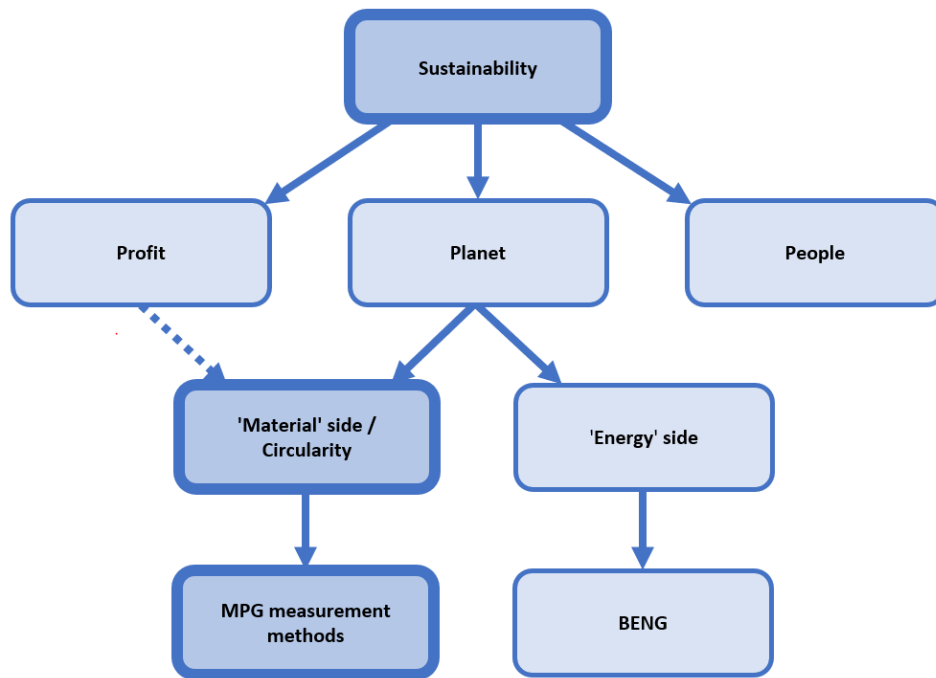 Sustainability
Profit
Planet
People
'Material' side /
Circularity
'Energy' side
MPG measurement
methods
BENG